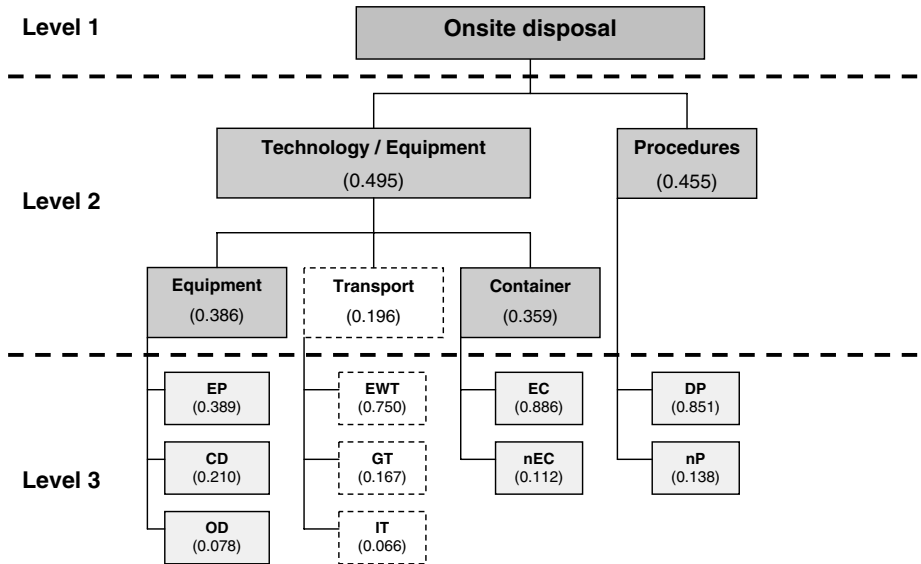 Level 1
Onsite disposal
Level 2
Technology / Equipment
(0.495)
Procedures
(0.455)
Equipment
(0.386)
Transport
(0.196)
Container
(0.359)
Level 3
EP
(0.389)
EWT
(0.750)
EC
(0.886)
DP
(0.851)
CD
(0.210)
GT
(0.167)
nEC
(0.112)
nP
(0.138)
OD
(0.078)
IT
(0.066)